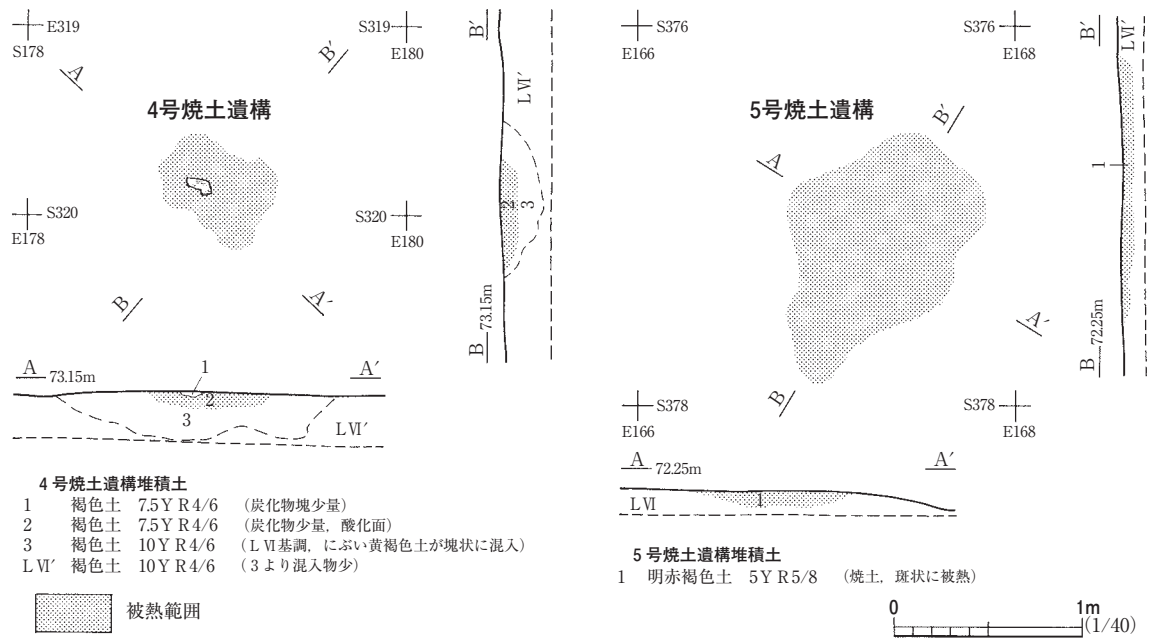 E319
S178
S319
E180
A
B′
4号焼土遺構
S320
E178
S320
E180
B
A′
B′
LⅥ′
2
3
B 73.15m
A 73.15m
A′
1
2
3
LⅥ′
4号焼土遺構堆積土
1 褐色土 7.5YR4/6 (炭化物塊少量)
2 褐色土 7.5YR4/6 (炭化物少量, 酸化面)
3 褐色土 10YR4/6 (LⅥ基調, にぶい黄褐色土が塊状に混入)
LⅥ′ 褐色土 10YR4/6 (3より混入物少)
被熱範囲
S376
E166
S376
E168
5号焼土遺構
A
B′
A′
B
S378
E166
S378
E168
B′
LⅥ′
1
B 72.25m
A 72.25m
A′
LⅥ
1
5号焼土遺構堆積土
1 明赤褐色土 5YR5/8 (焼土, 斑状に被熱)
0 1m
(1/40)